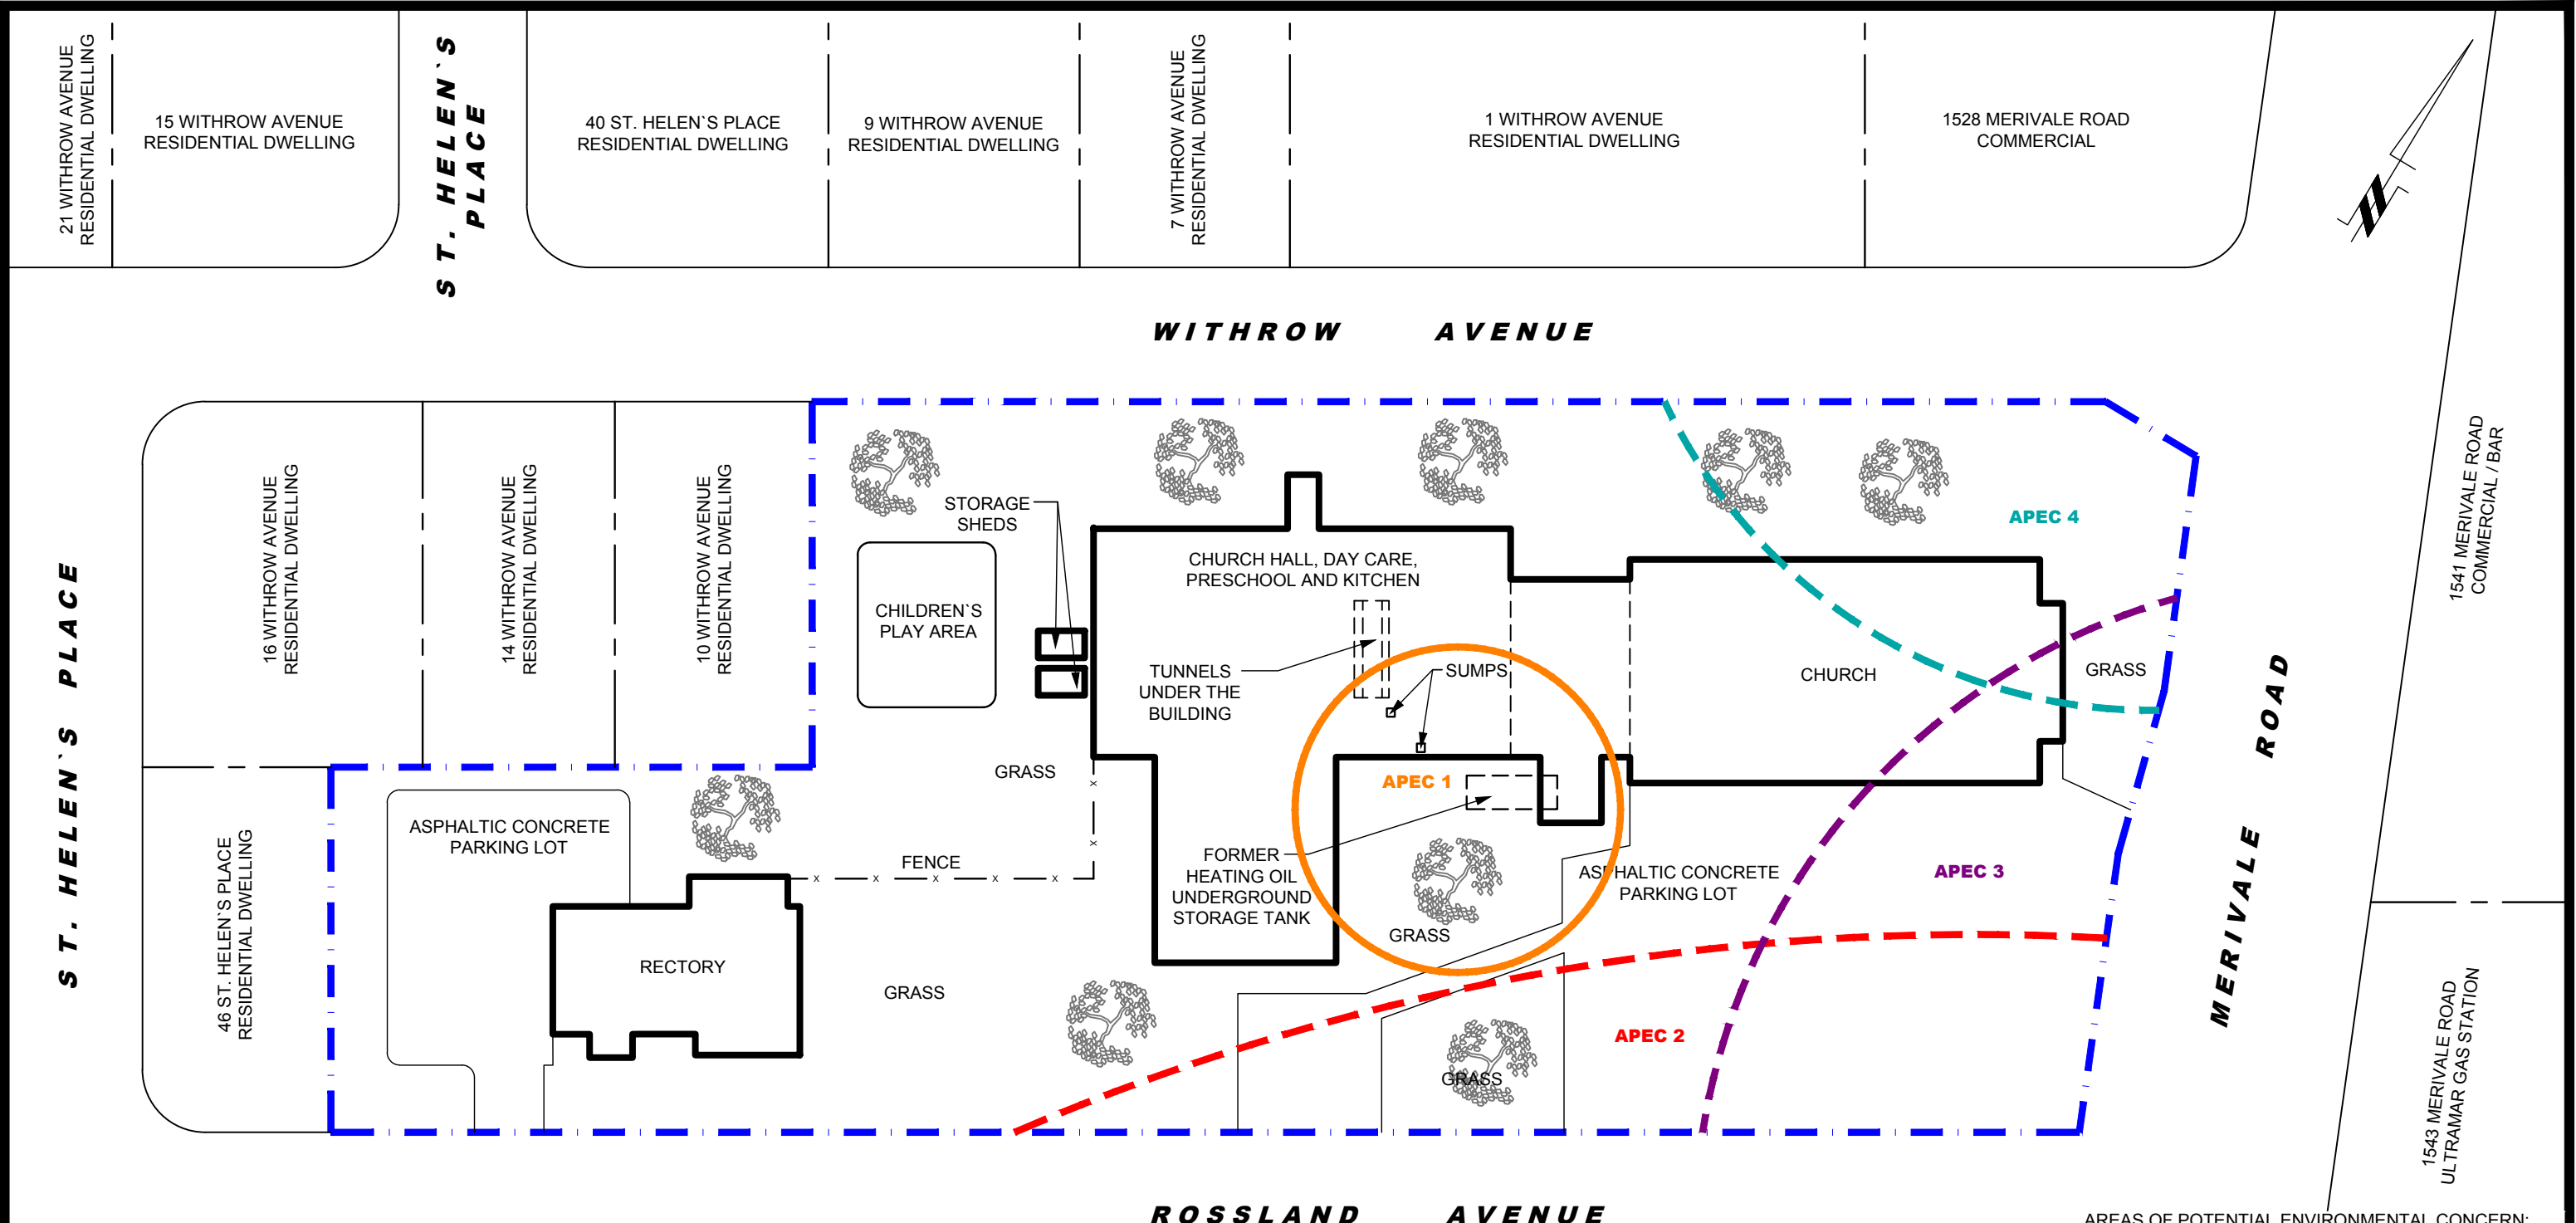 21 WITHROW AVENUE
RESIDENTIAL DWELLING
15 WITHROW AVENUE
RESIDENTIAL DWELLING
ST. HELEN`S
PLACE
40 ST. HELEN`S PLACE
RESIDENTIAL DWELLING
9 WITHROW AVENUE
RESIDENTIAL DWELLING
7 WITHROW AVENUE
RESIDENTIAL DWELLING
1 WITHROW AVENUE
RESIDENTIAL DWELLING
1528 MERIVALE ROAD
COMMERCIAL
WITHROW AVENUE
ST. HELEN`S PLACE
16 WITHROW AVENUE
RESIDENTIAL DWELLING
14 WITHROW AVENUE
RESIDENTIAL DWELLING
10 WITHROW AVENUE
RESIDENTIAL DWELLING
STORAGE
SHEDS
CHILDREN`S
PLAY AREA
CHURCH HALL, DAY CARE,
PRESCHOOL AND KITCHEN
TUNNELS
UNDER THE
BUILDING
SUMPS
CHURCH
GRASS
APEC 4
1541 MERIVALE ROAD
COMMERCIAL / BAR
MERIVALE ROAD
46 ST. HELEN`S PLACE
RESIDENTIAL DWELLING
ASPHALTIC CONCRETE
PARKING LOT
GRASS
FENCE
x x x x x
x
x
RECTORY
GRASS
APEC 1
FORMER
HEATING OIL
UNDERGROUND
STORAGE TANK
GRASS
ASPHALTIC CONCRETE
PARKING LOT
APEC 3
APEC 2
GRASS
1543 MERIVALE ROAD
ULTRAMAR GAS STATION
ROSSLAND AVENUE
AREAS OF POTENTIAL ENVIRONMENTAL CONCERN: